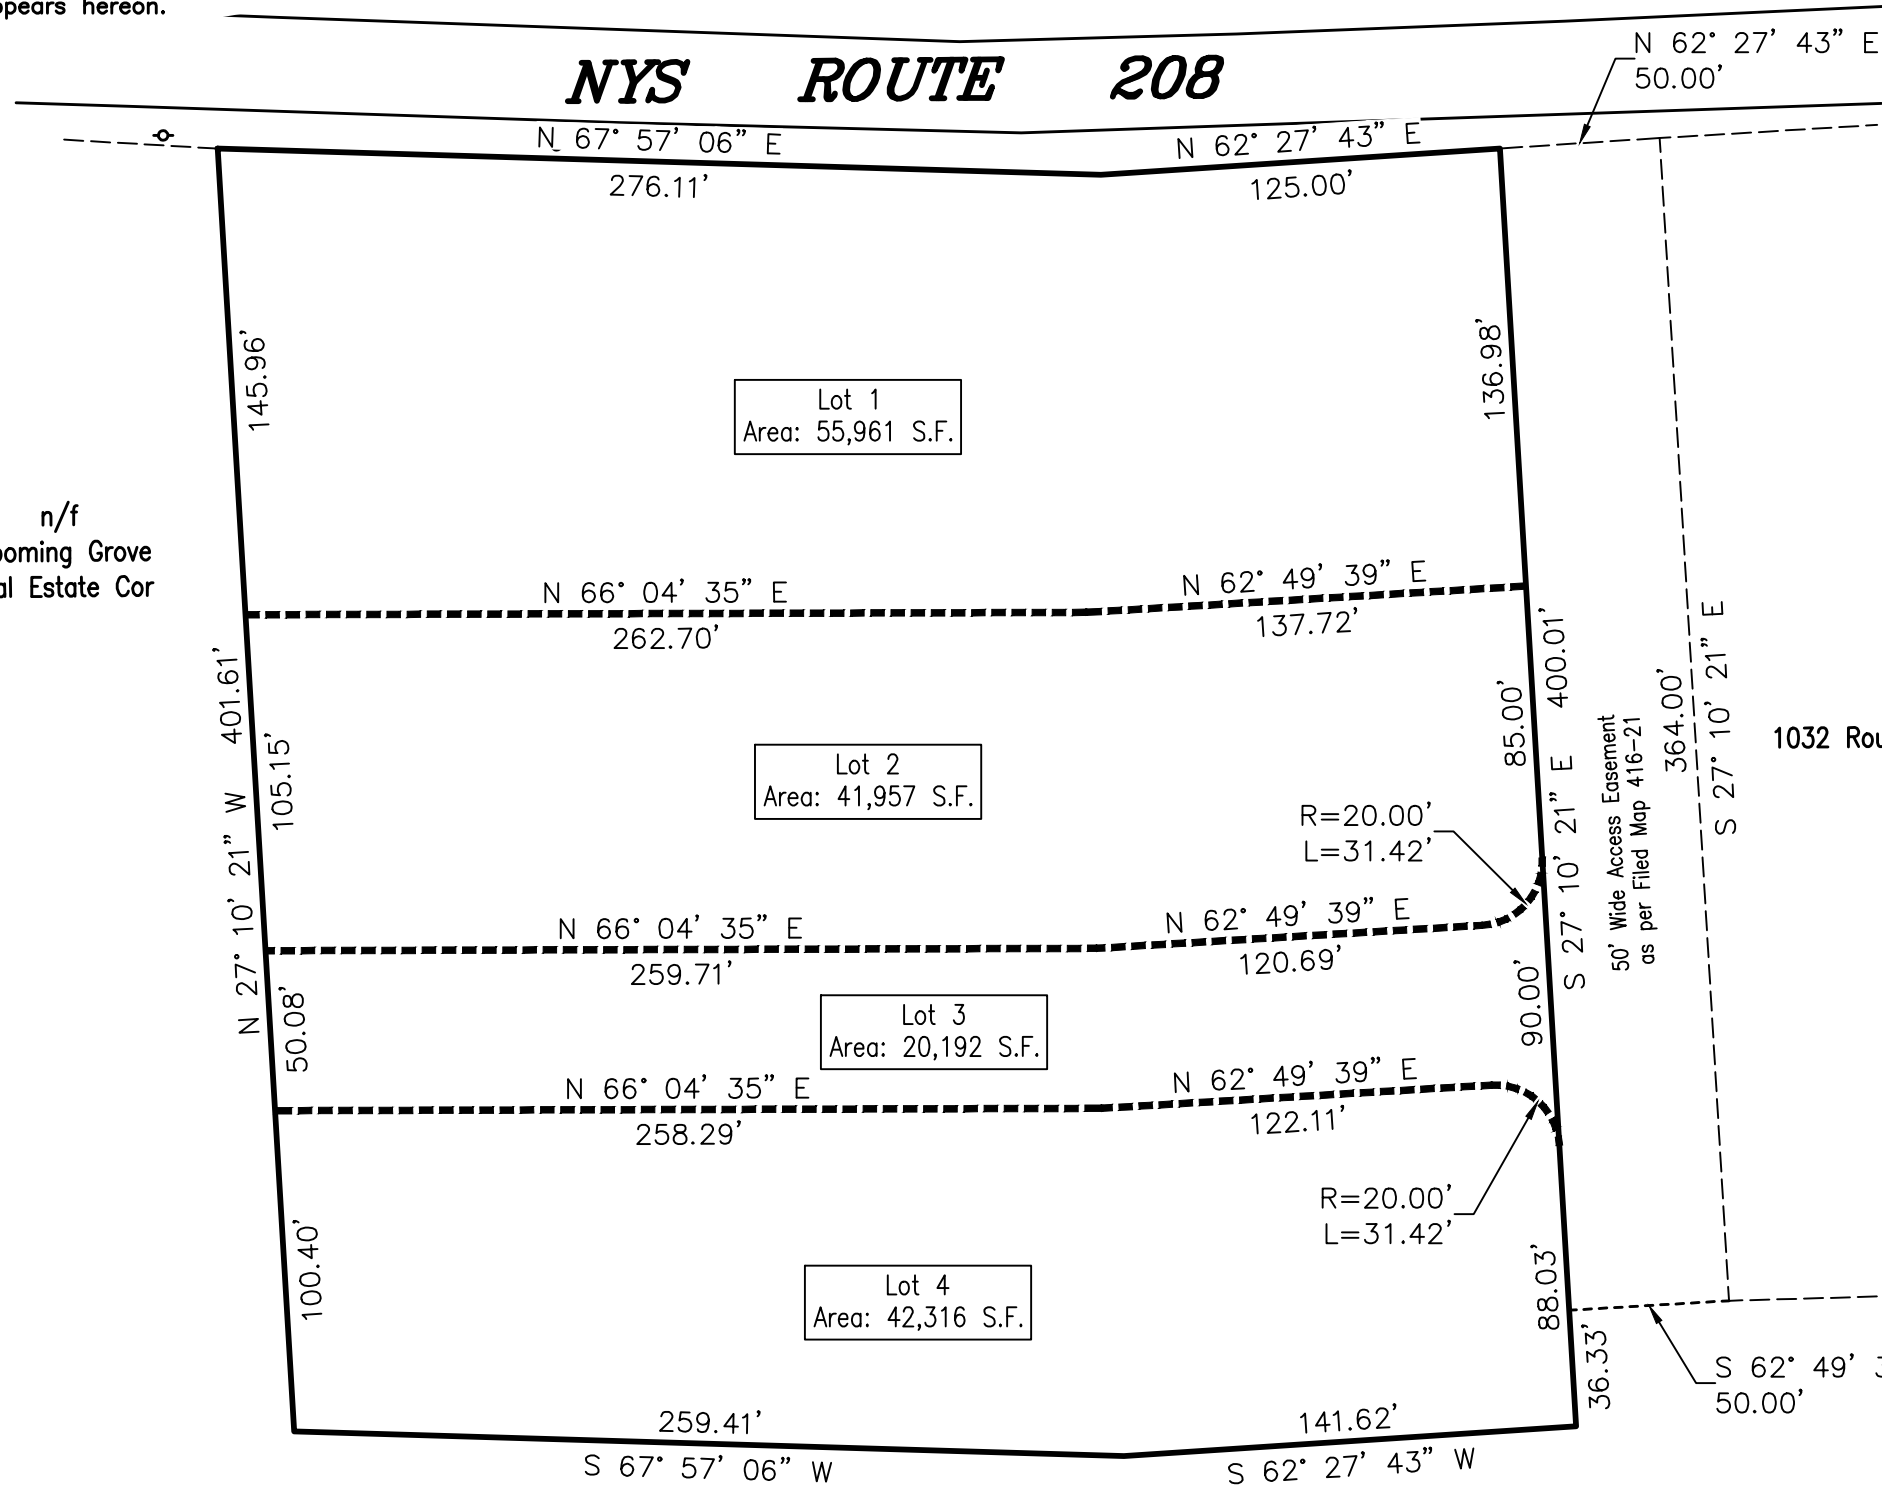 hereon.
NYS ROUTE 208
N 62° 27' 43" E
50.00'
N 67° 57' 06" E
276.11'
N 62° 27' 43" E
125.00'
145.96'
136.98'
Lot 1
Area: 55,961 S.F.
n/f
Grove
Estate Cor
N 66° 04' 35" E
262.70'
N 62° 49' 39" E
137.72'
N 27° 10' 21" W 401.61'
105.15'
Lot 2
Area: 41,957 S.F.
85.00'
S 27° 10' 21" E 400.01'
50' Wide Access Easement
as per Filed Map 416-21
364.00'
S 27° 10' 21" E
1032
R=20.00'
L=31.42'
N 66° 04' 35" E
259.71'
N 62° 49' 39" E
120.69'
50.08'
Lot 3
Area: 20,192 S.F.
90.00'
N 66° 04' 35" E
258.29'
N 62° 49' 39" E
122.11'
R=20.00'
L=31.42'
100.40'
Lot 4
Area: 42,316 S.F.
88.03'
36.33'
S 62° 49'
50.00'
259.41'
S 67° 57' 06" W
141.62'
S 62° 27' 43" W